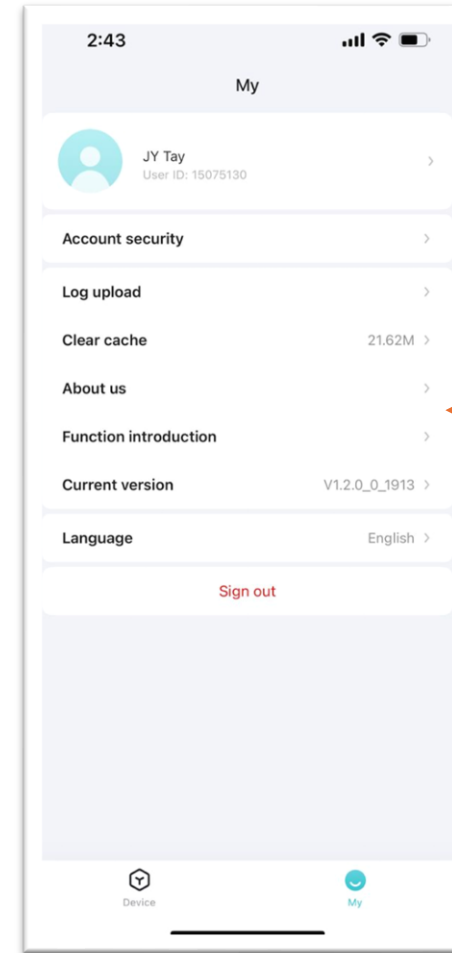 2:43
My
JY Tay
User ID: 15075130
Account security
Log upload
Clear cache 21.62M
About us
Function introduction
Current version V1.2.0_0_1913
Language English
Sign out
Device My